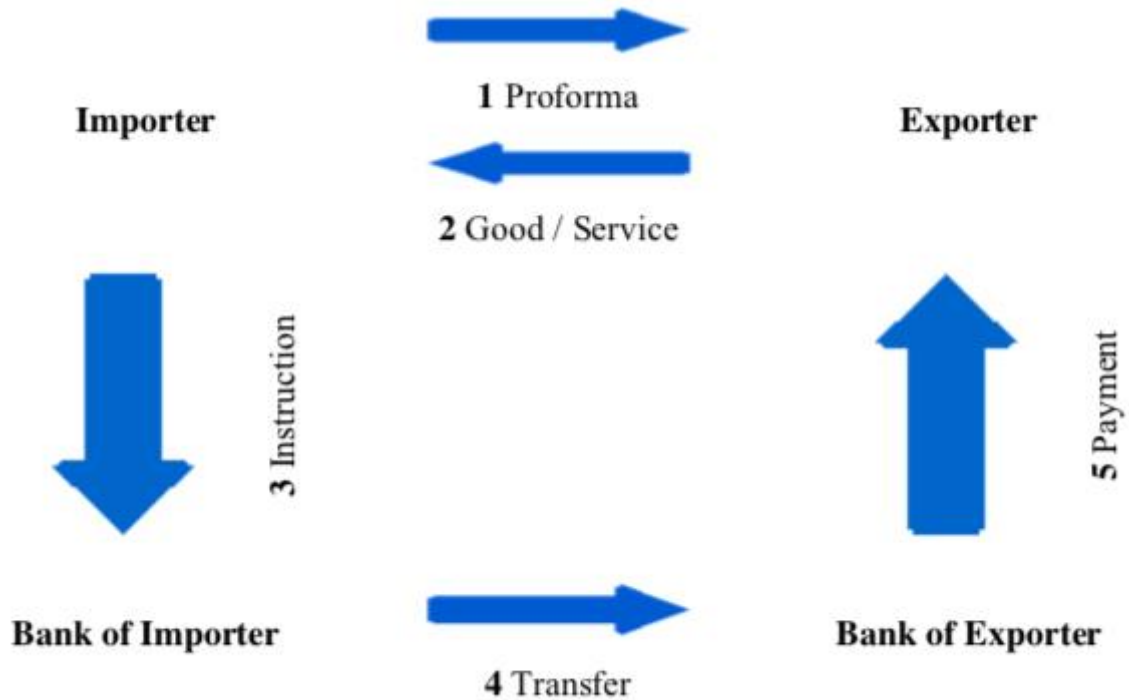 1 Proforma
Importer
Exporter
2 Good / Service
3 Instruction
5 Payment
Bank of Importer
Bank of Exporter
4 Transfer